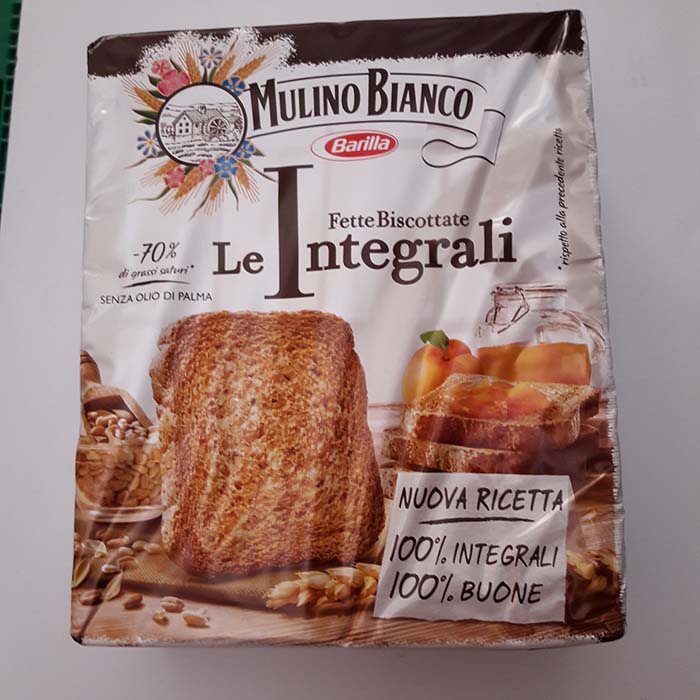 MULINO BIANCO
Barilla
Fette Biscottate
Le Integrali
-70%
di grassi saturi*
SENZA OLIO DI PALMA
*rispetto alla precedente ricetta
NUOVA RICETTA
100% INTEGRALI
100% BUONE